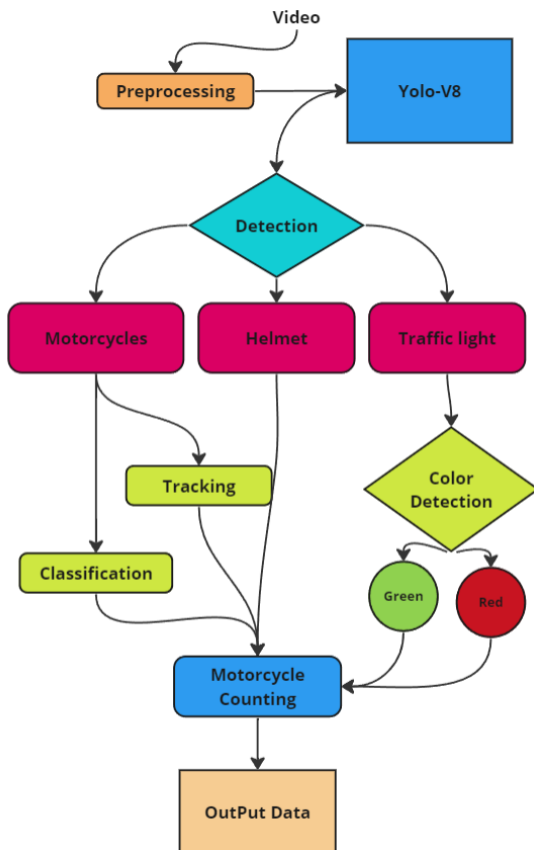 Video
Preprocessing
Yolo-V8
Detection
Motorcycles
Helmet
Traffic light
Tracking
Color
Detection
Classification
Green
Red
Motorcycle
Counting
OutPut Data